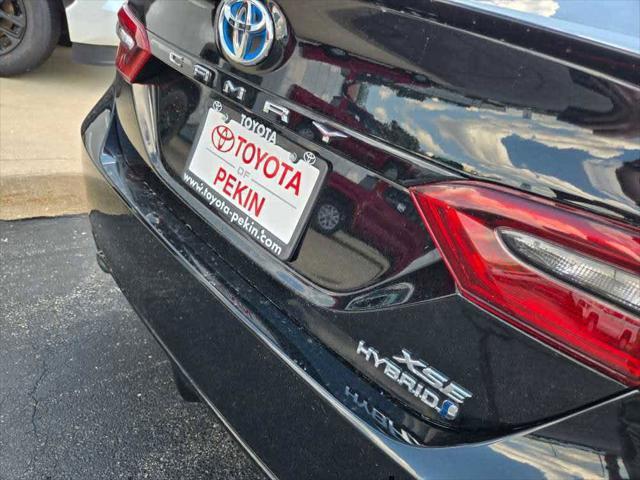 CAMRY
TOYOTA
TOYOTA
OF
PEKIN
www.toyota-pekin.com
XSE
HYBRID